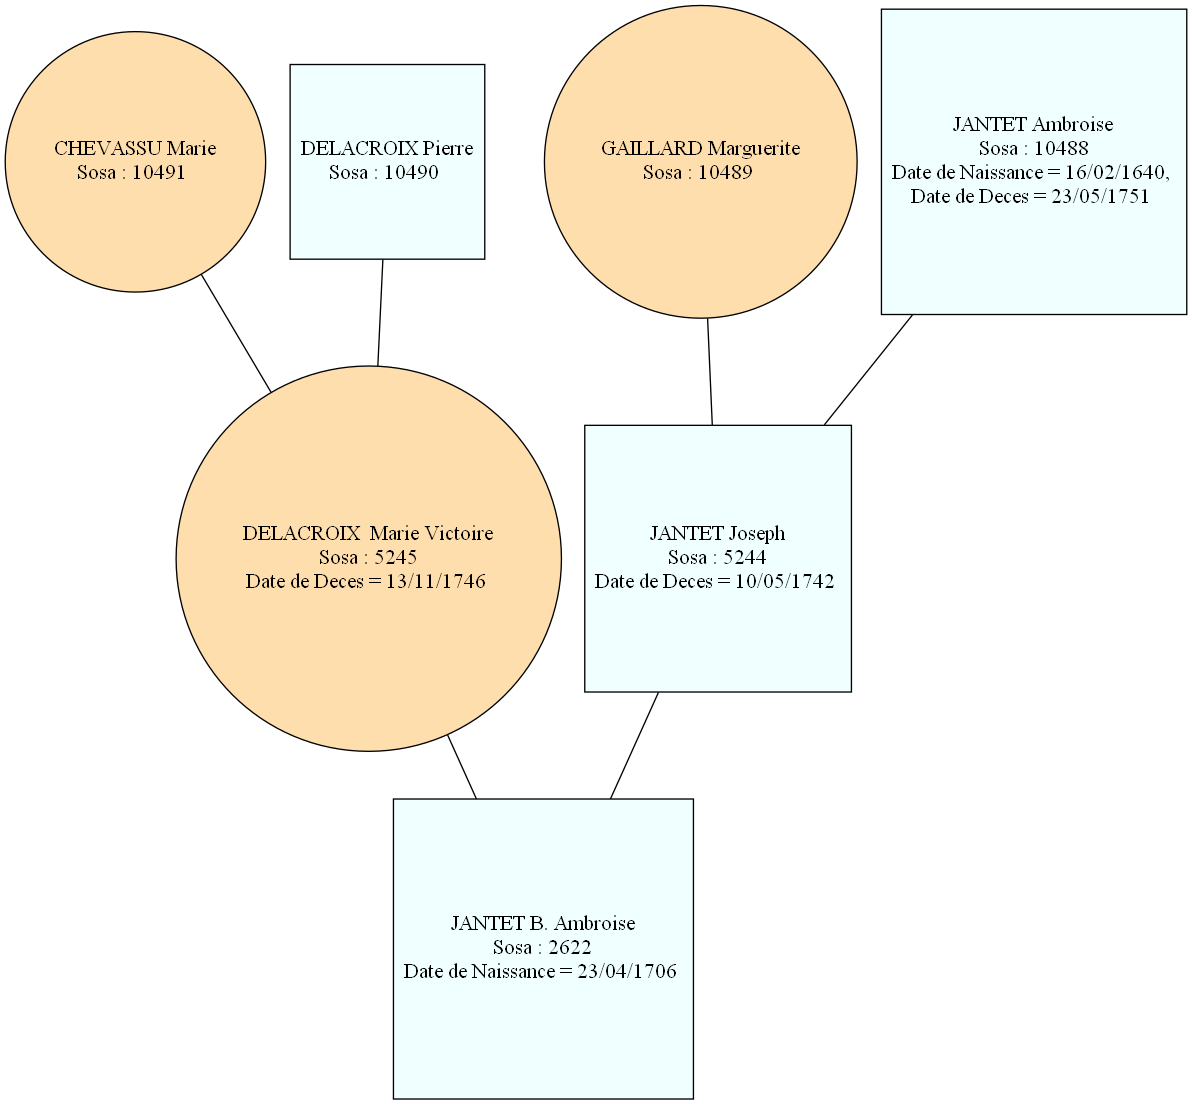 CHEVASSU Marie
Sosa : 10491
DELACROIX Pierre
Sosa : 10490
GAILLARD Marguerite
Sosa : 10489
JANTET Ambroise
Sosa : 10488
Date de Naissance = 16/02/1640,
Date de Deces = 23/05/1751
DELACROIX  Marie Victoire
Sosa : 5245
Date de Deces = 13/11/1746
JANTET Joseph
Sosa : 5244
Date de Deces = 10/05/1742
JANTET B. Ambroise
Sosa : 2622
Date de Naissance = 23/04/1706